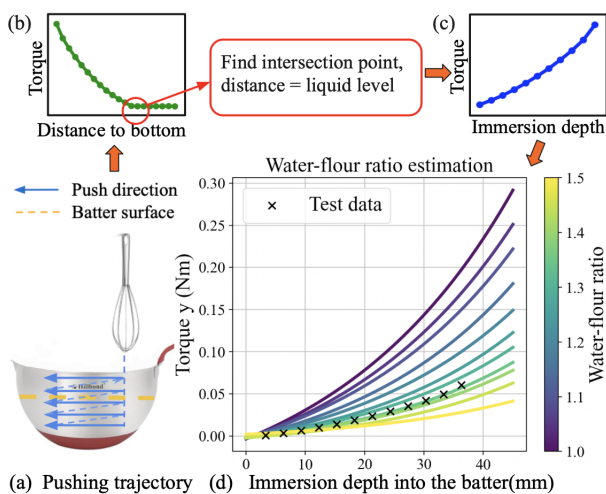 (b)
Torque
Distance to bottom
Find intersection point,
distance = liquid level
(c)
Torque
Immersion depth
Push direction
Batter surface
(a) Pushing trajectory
Water-flour ratio estimation
Test data
Torque y (Nm)
0.30
0.25
0.20
0.15
0.10
0.05
0.00
0
10
20
30
40
(d) Immersion depth into the batter(mm)
1.5
1.4
1.3
1.2
1.1
1.0
Water-flour ratio